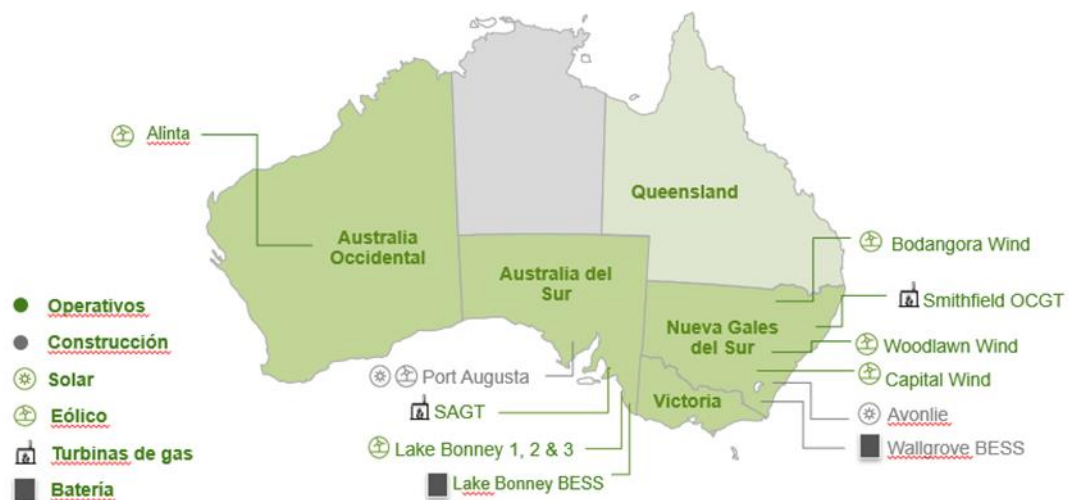 Alinta
Queensland
Australia
Occidental
Australia del
Sur
Bodangora Wind
Smithfield OCGT
Nueva Gales
del Sur
Woodlawn Wind
Capital Wind
Victoria
Avonlie
Wallgrove BESS
Port Augusta
SAGT
Lake Bonney 1, 2 & 3
Lake Bonney BESS
Operativos
Construcción
Solar
Eólico
Turbinas de gas
Batería